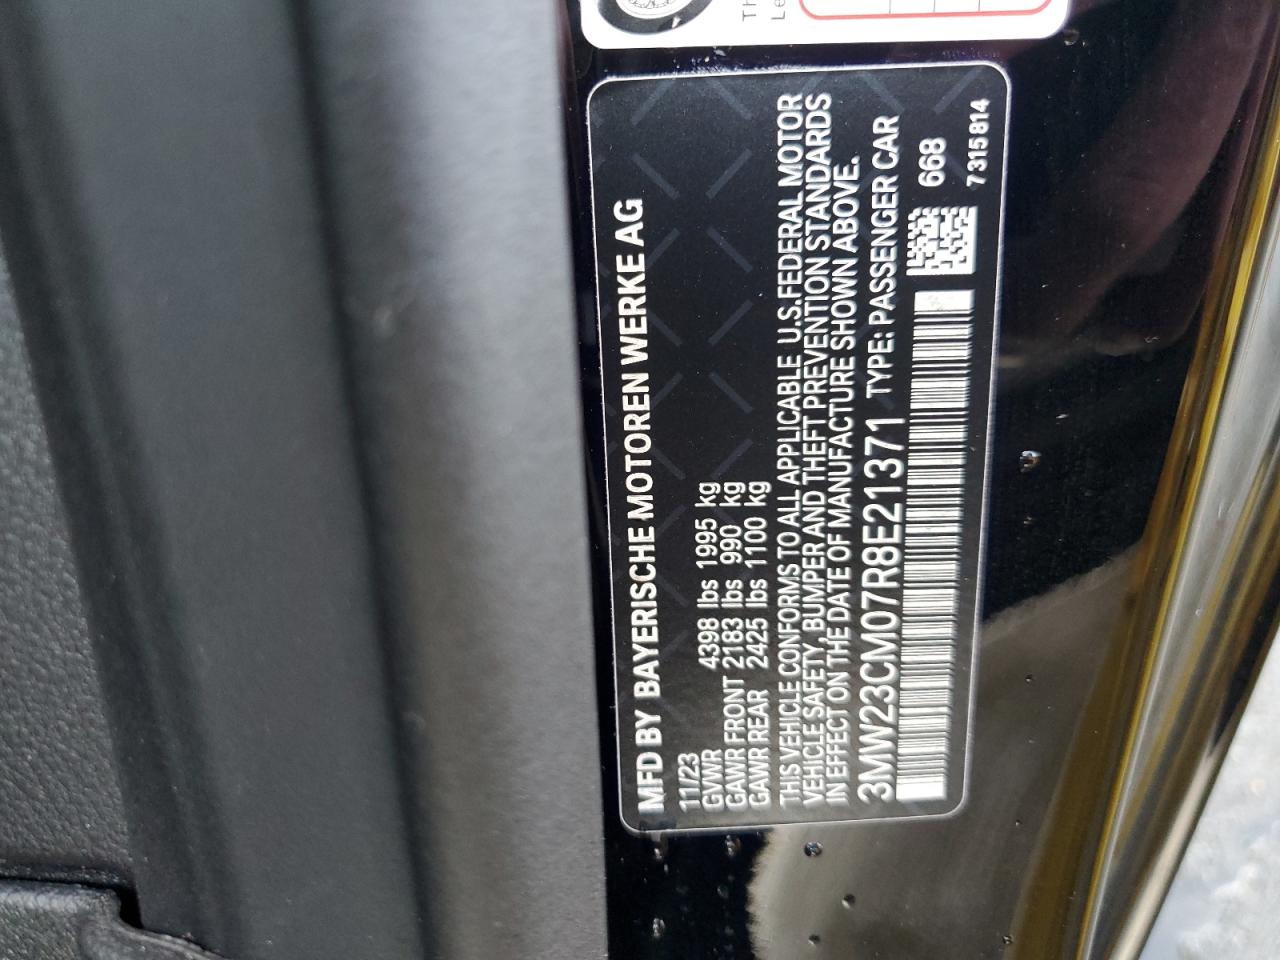 Th
Le
MFD BY BAYERISCHE MOTOREN WERKE AG
11/23
GVWR 4398 lbs 1995 kg
GAWR FRONT 2183 lbs 990 kg
GAWR REAR 2425 lbs 1100 kg
THIS VEHICLE CONFORMS TO ALL APPLICABLE U.S.FEDERAL MOTOR
VEHICLE SAFETY, BUMPER AND THEFT PREVENTION STANDARDS
IN EFFECT ON THE DATE OF MANUFACTURE SHOWN ABOVE.
3MW23CM07R8E21371 TYPE: PASSENGER CAR
668
7315814